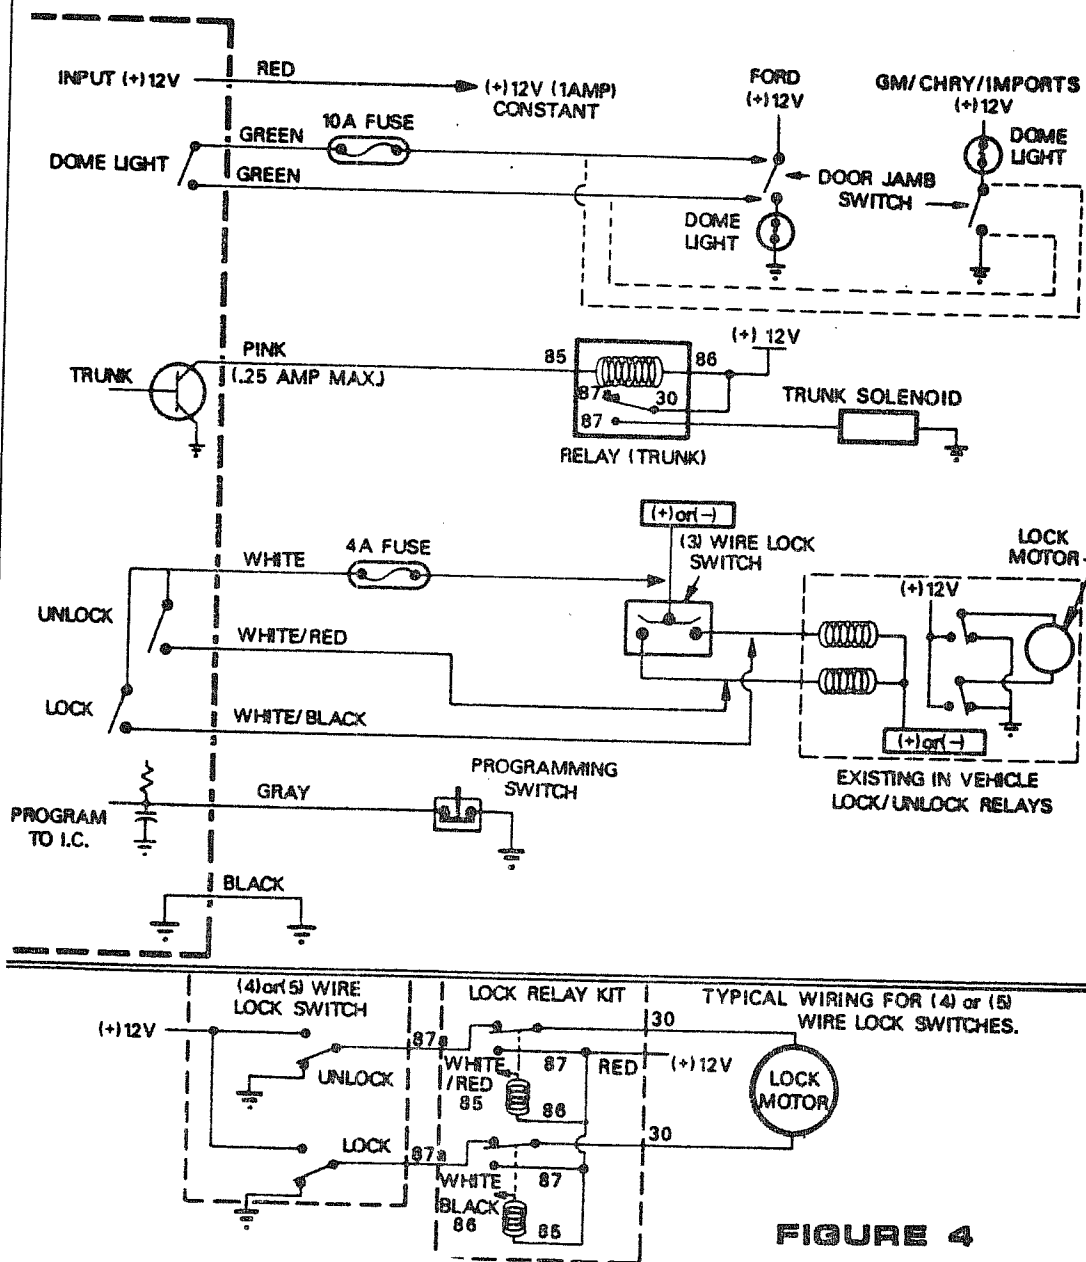 INPUT (+)12V
RED
(+)12V (1AMP)
CONSTANT
FORD
(+)12V
GM/CHRY/IMPORTS
(+)12V
10A FUSE
GREEN
DOME LIGHT
GREEN
DOOR JAMB
SWITCH
DOME
LIGHT
DOME
LIGHT
PINK
(.25 AMP MAX.)
TRUNK
85
86
(+) 12V
87a
30
87
TRUNK SOLENOID
RELAY (TRUNK)
(+)or(-)
(3) WIRE LOCK
SWITCH
LOCK
MOTOR
WHITE
4A FUSE
(+)12V
UNLOCK
WHITE/RED
LOCK
WHITE/BLACK
(+)or(-)
EXISTING IN VEHICLE
LOCK/UNLOCK RELAYS
PROGRAMMING
SWITCH
GRAY
PROGRAM
TO I.C.
BLACK
(4)or(5) WIRE
LOCK SWITCH
LOCK RELAY KIT
TYPICAL WIRING FOR (4) or (5)
WIRE LOCK SWITCHES.
(+)12V
30
87a
UNLOCK
WHITE
/RED
85
87
RED
(+)12V
86
LOCK
MOTOR
LOCK
87a
30
WHITE
BLACK
86
87
85
FIGURE 4